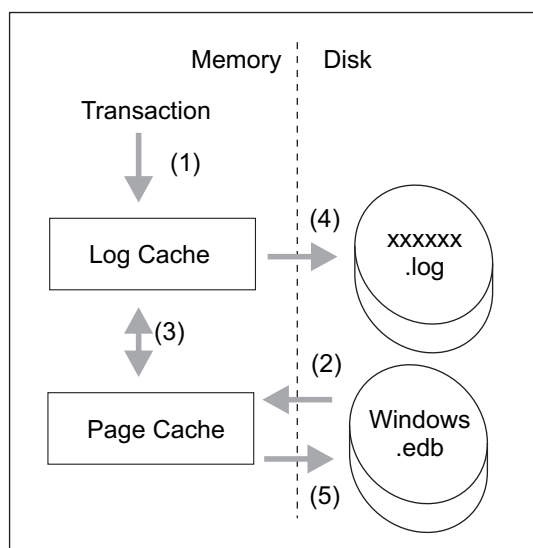 Memory
Disk
Transaction
(1)
(4)
Log Cache
xxxxxx
.log
(3)
(2)
Page Cache
Windows
.edb
(5)